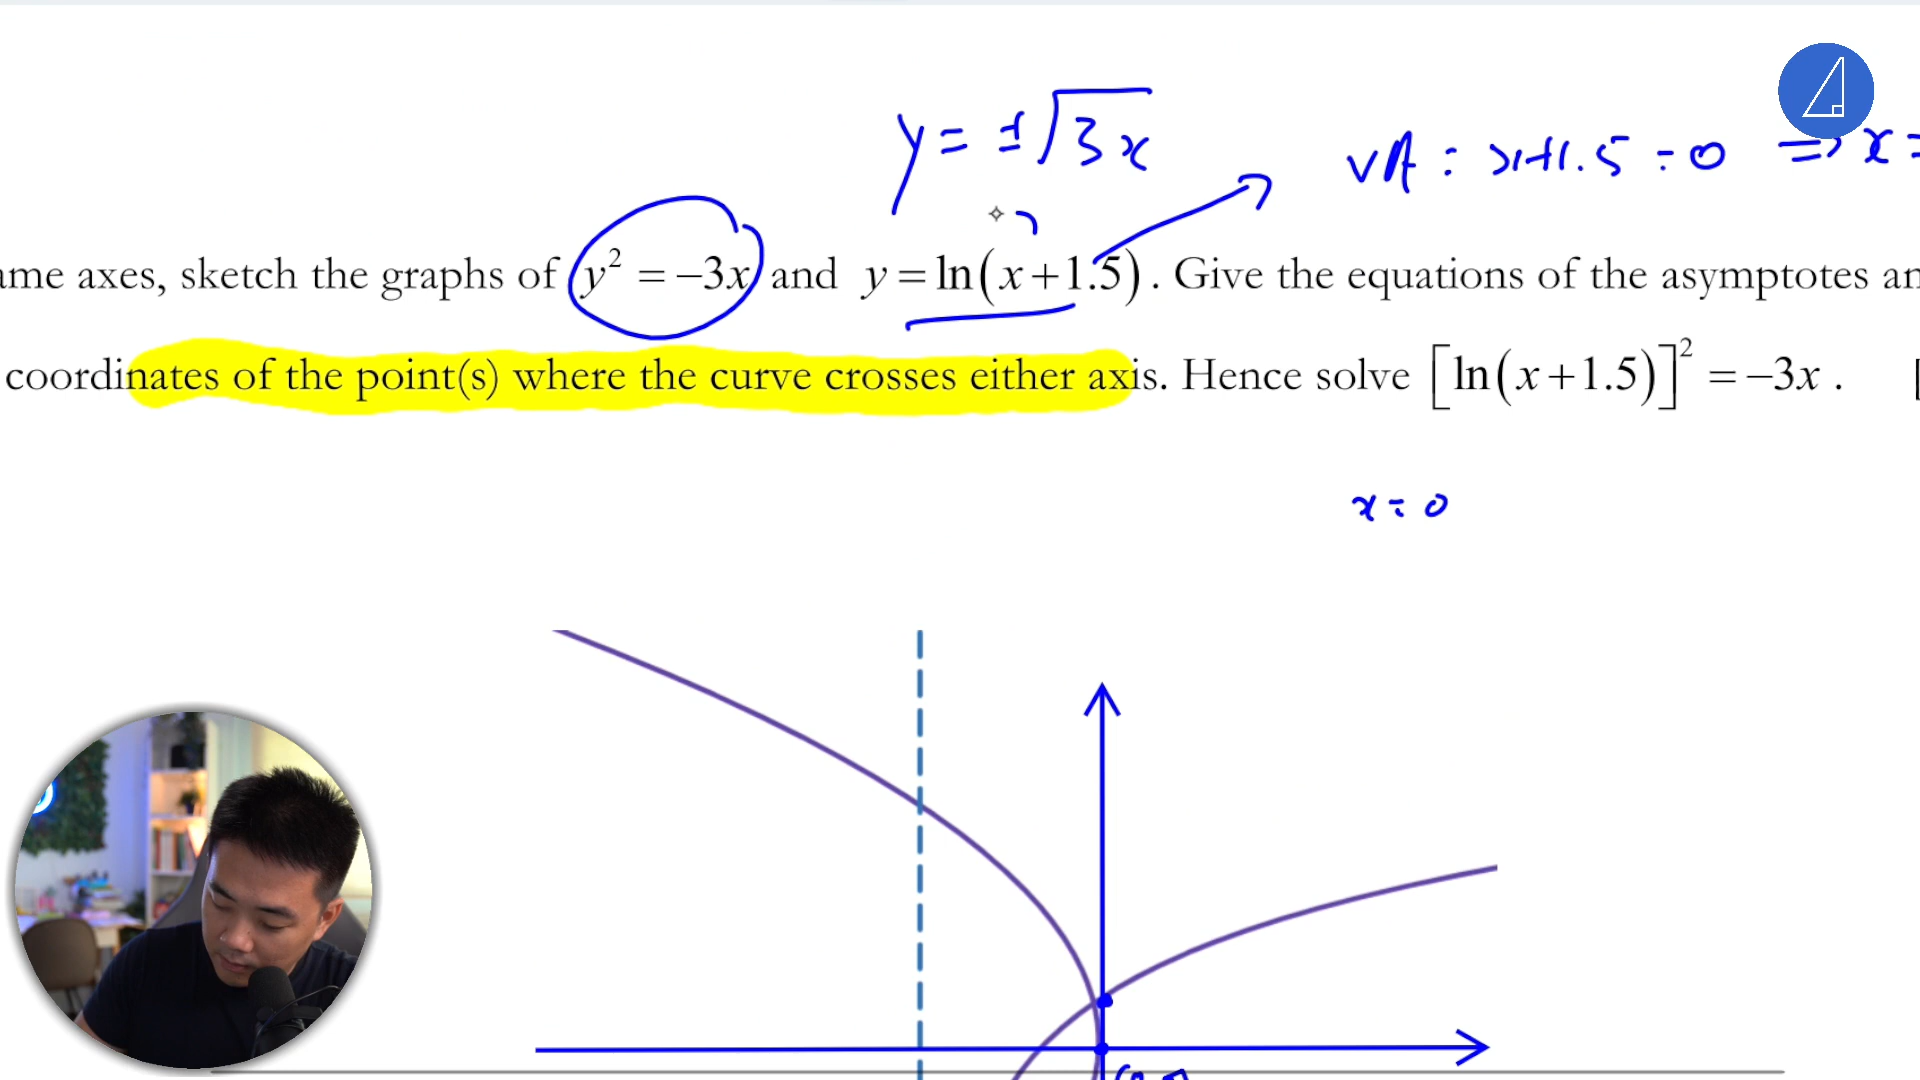 y = ±√3x
VA : x+1.5 = 0 ⇒ x =
ame axes, sketch the graphs of y² = −3x and y = ln(x+1.5). Give the equations of the asymptotes an
coordinates of the point(s) where the curve crosses either axis. Hence solve [ln(x+1.5)]² = −3x . [
x = 0